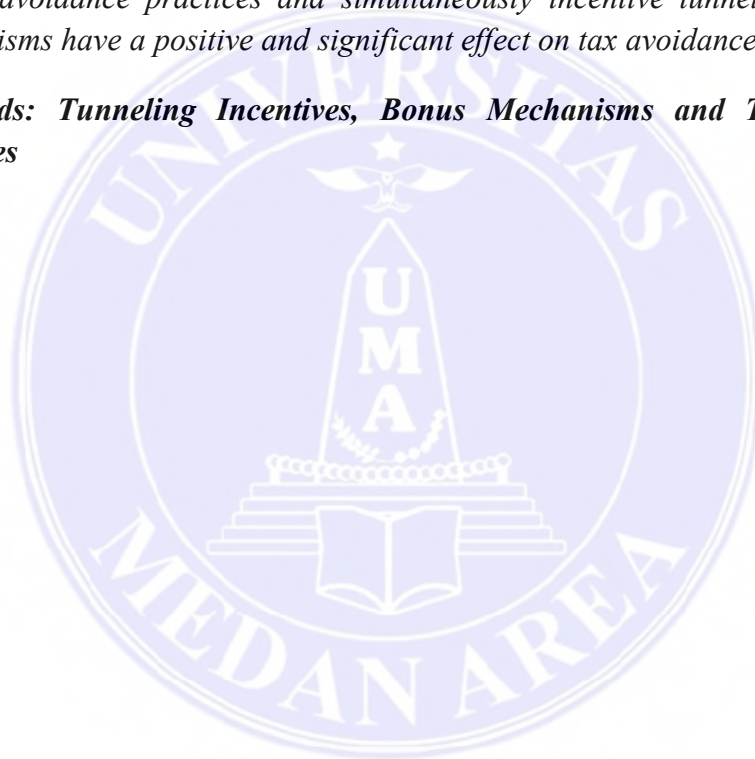 avoidance practices and simultaneously incentive tunnel
isms have a positive and significant effect on tax avoidance
ds: Tunneling Incentives, Bonus Mechanisms and T
es
UNIVERSITAS
UMA
MEDAN AREA